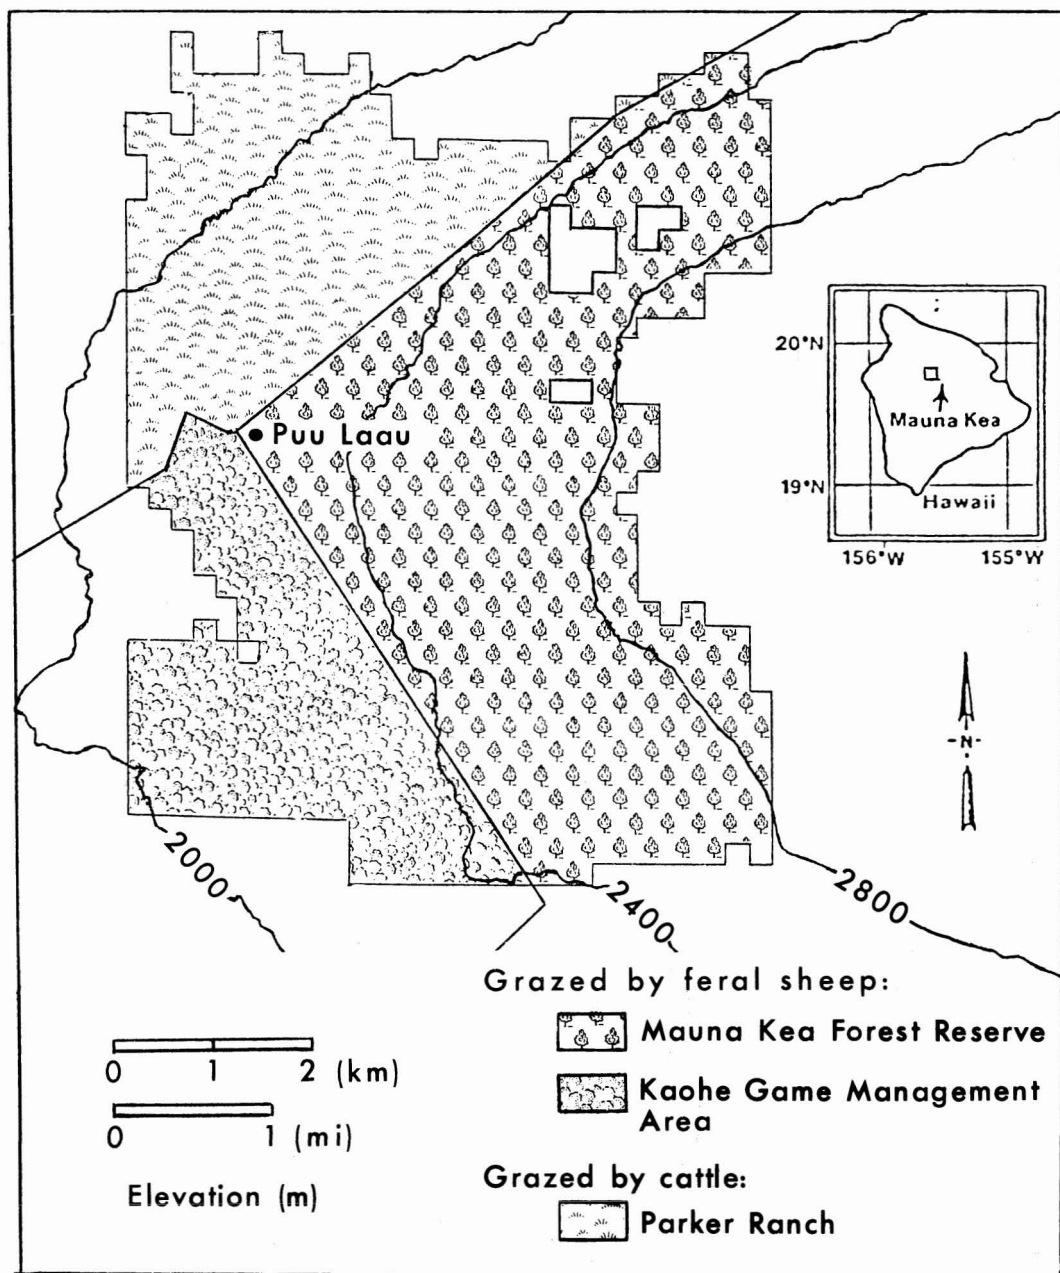 Puu Laau
20°N
Mauna Kea
19°N
Hawaii
156°W 155°W
N
2000
2400
2800
Grazed by feral sheep:
Mauna Kea Forest Reserve
Kaohe Game Management
Area
Grazed by cattle:
Parker Ranch
0 1 2 (km)
0 1 (mi)
Elevation (m)